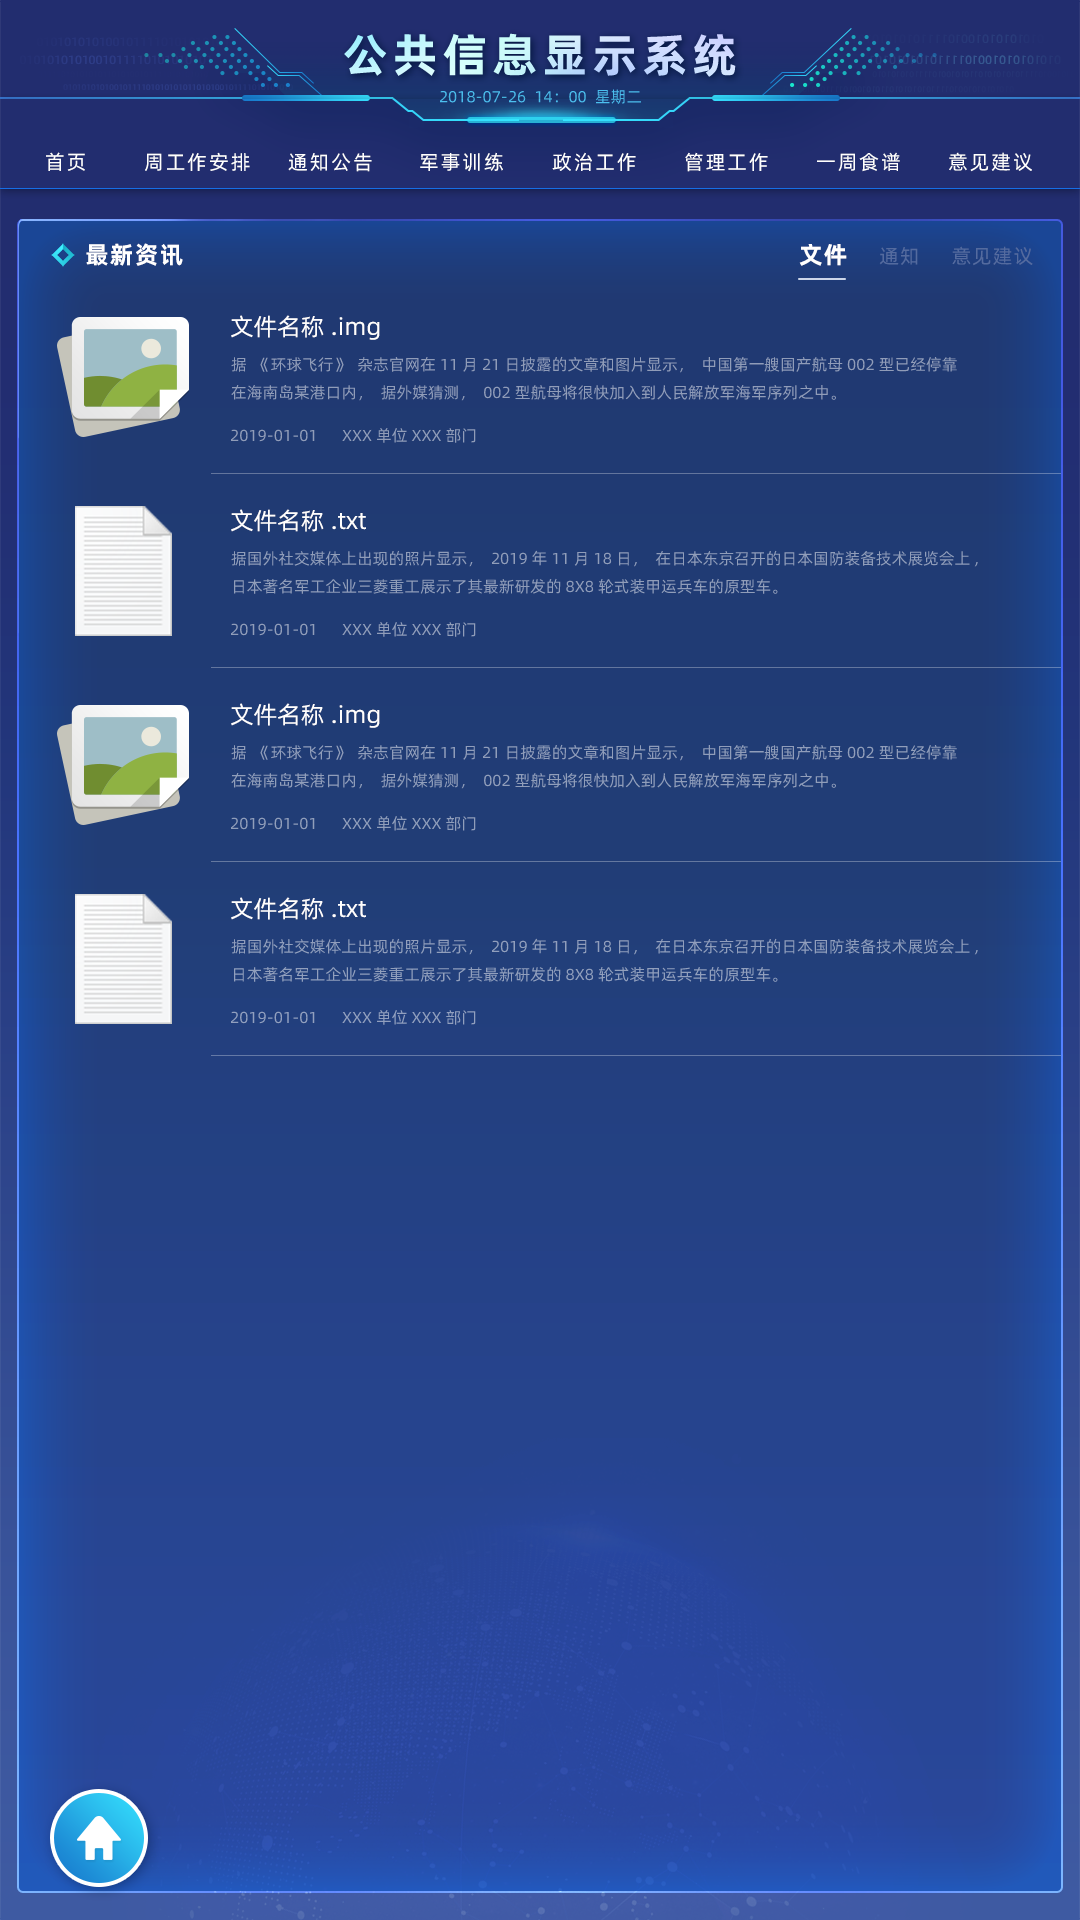 公共信息显示系统
2018-07-26 14：00 星期二
首页 周工作安排 通知公告 军事训练 政治工作 管理工作 一周食谱 意见建议
最新资讯 文件 通知 意见建议
文件名称 .img
据 《环球飞行》 杂志官网在 11 月 21 日披露的文章和图片显示， 中国第一艘国产航母 002 型已经停靠
在海南岛某港口内， 据外媒猜测， 002 型航母将很快加入到人民解放军海军序列之中。
2019-01-01 XXX 单位 XXX 部门
文件名称 .txt
据国外社交媒体上出现的照片显示， 2019 年 11 月 18 日， 在日本东京召开的日本国防装备技术展览会上，
日本著名军工企业三菱重工展示了其最新研发的 8X8 轮式装甲运兵车的原型车。
2019-01-01 XXX 单位 XXX 部门
文件名称 .img
据 《环球飞行》 杂志官网在 11 月 21 日披露的文章和图片显示， 中国第一艘国产航母 002 型已经停靠
在海南岛某港口内， 据外媒猜测， 002 型航母将很快加入到人民解放军海军序列之中。
2019-01-01 XXX 单位 XXX 部门
文件名称 .txt
据国外社交媒体上出现的照片显示， 2019 年 11 月 18 日， 在日本东京召开的日本国防装备技术展览会上，
日本著名军工企业三菱重工展示了其最新研发的 8X8 轮式装甲运兵车的原型车。
2019-01-01 XXX 单位 XXX 部门